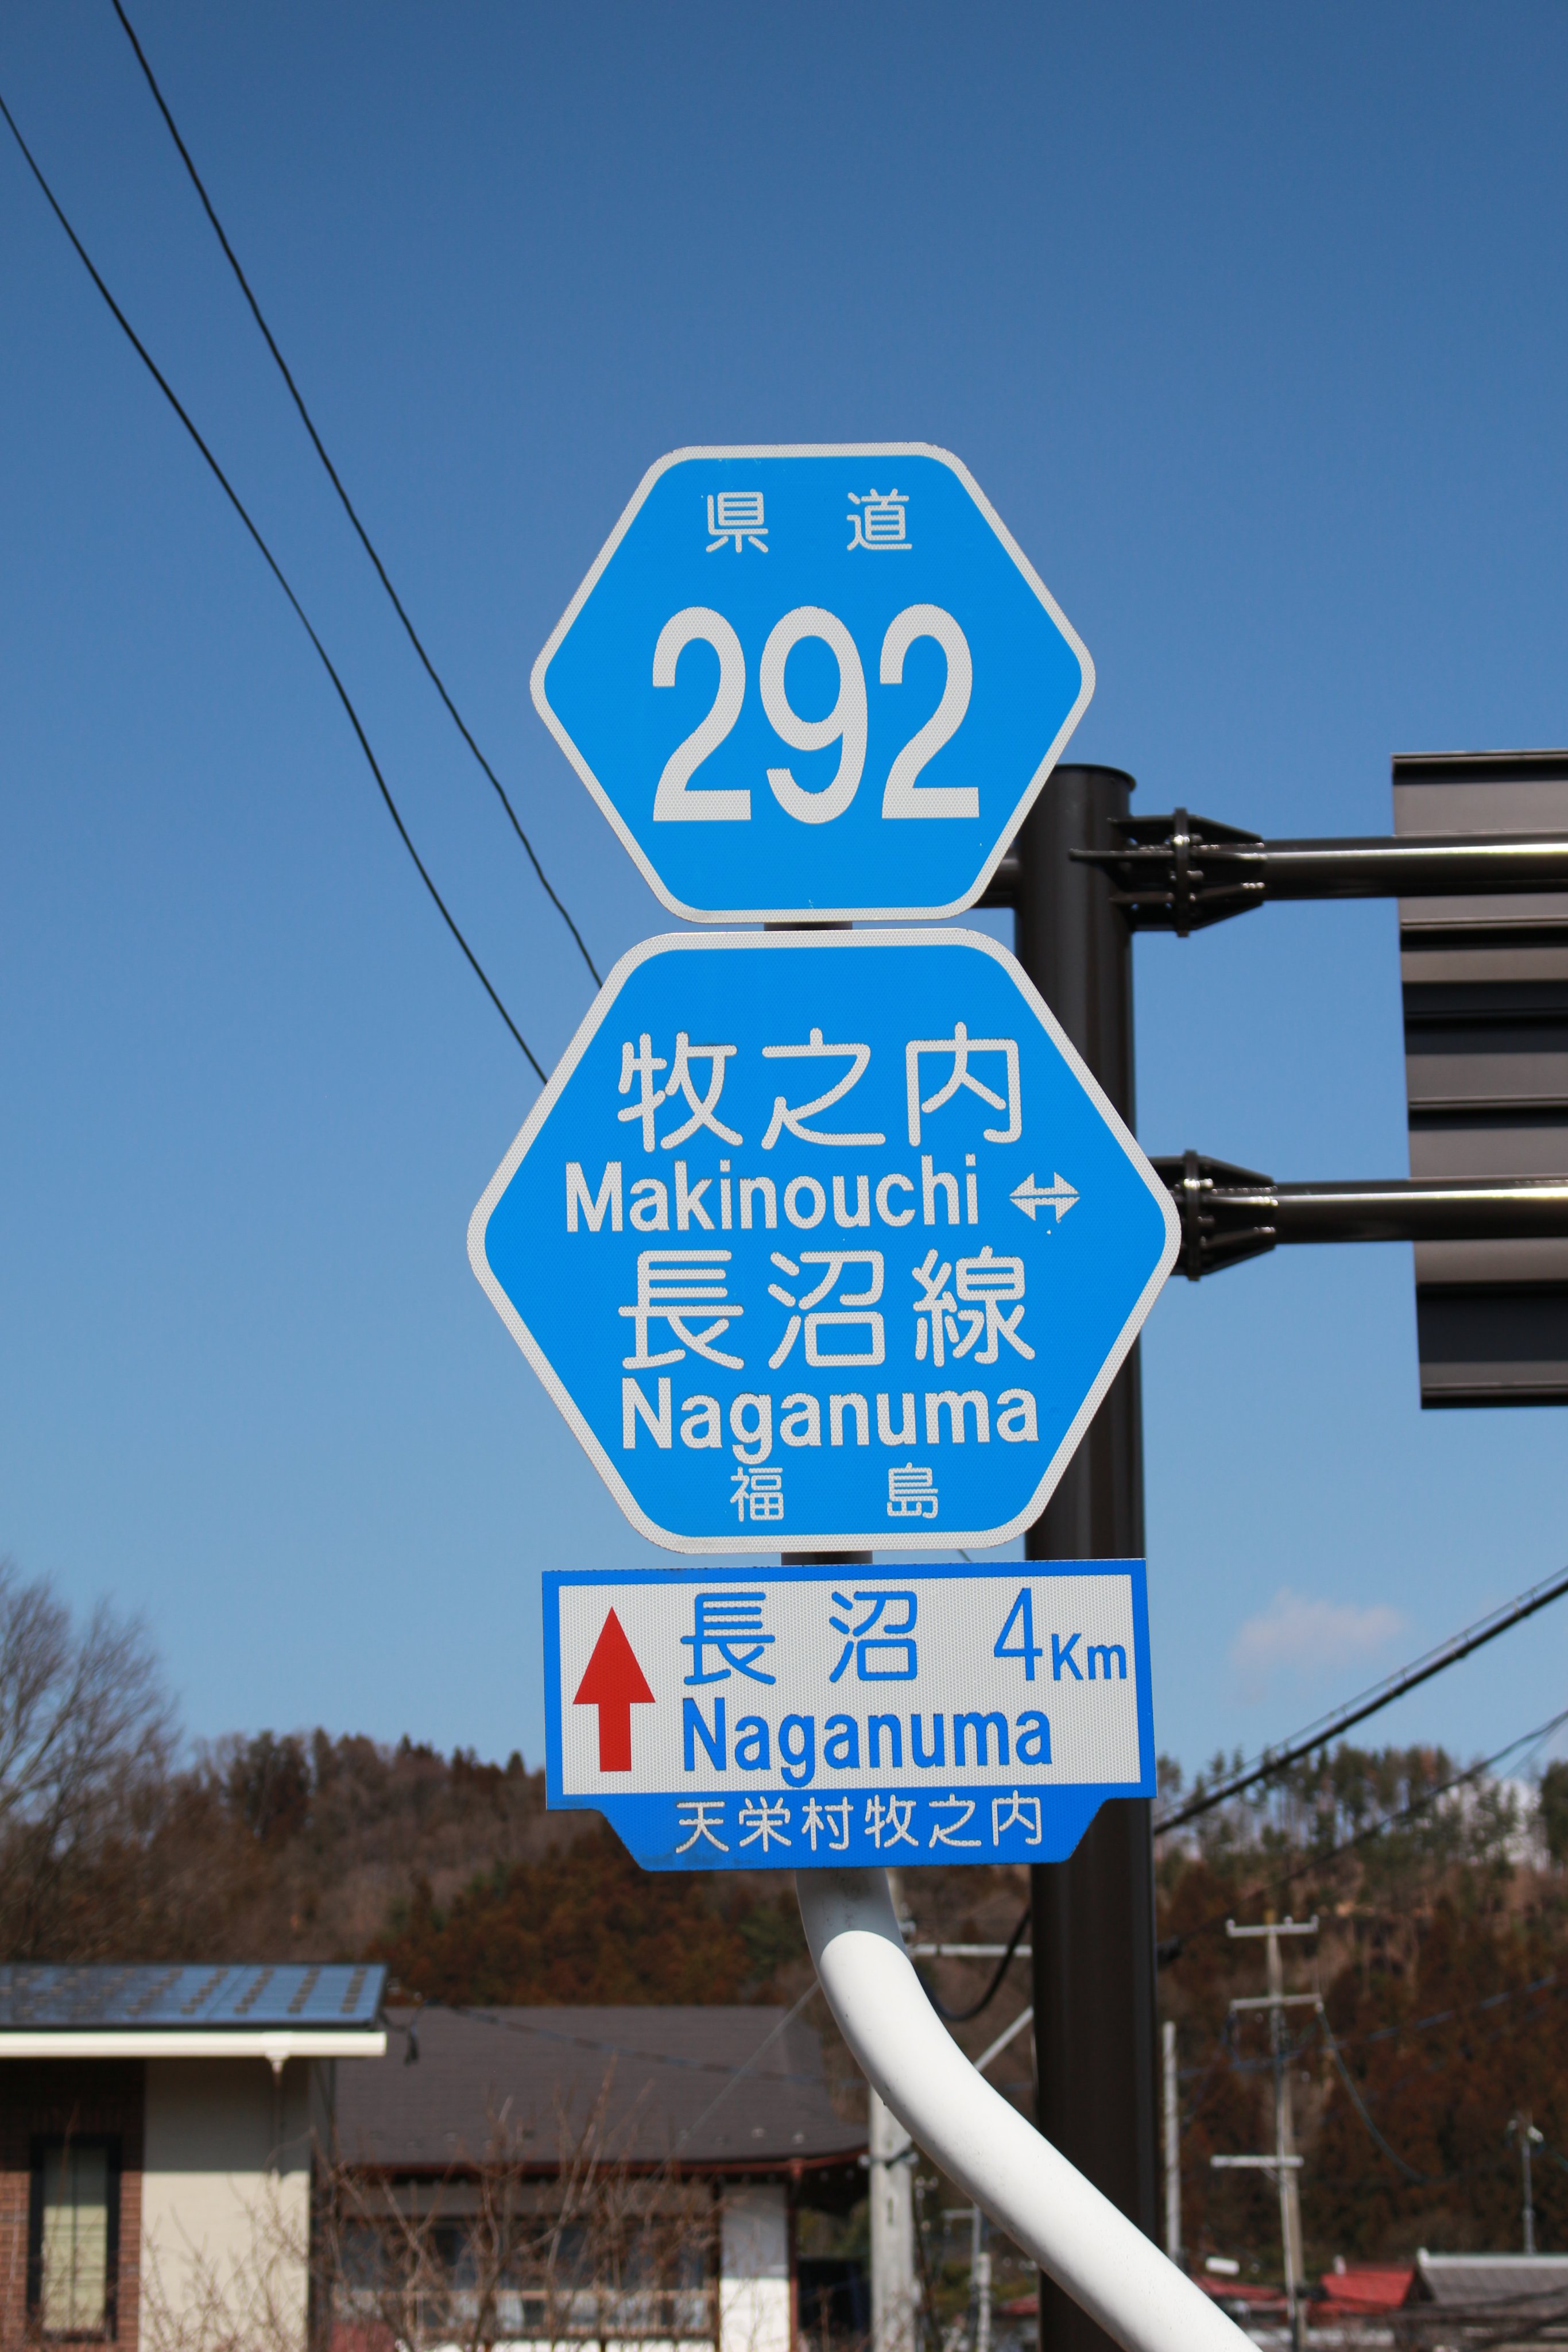 県道
292
牧之内
Makinouchi ↔
長沼線
Naganuma
福島
↑ 長沼 4Km
Naganuma
天栄村牧之内